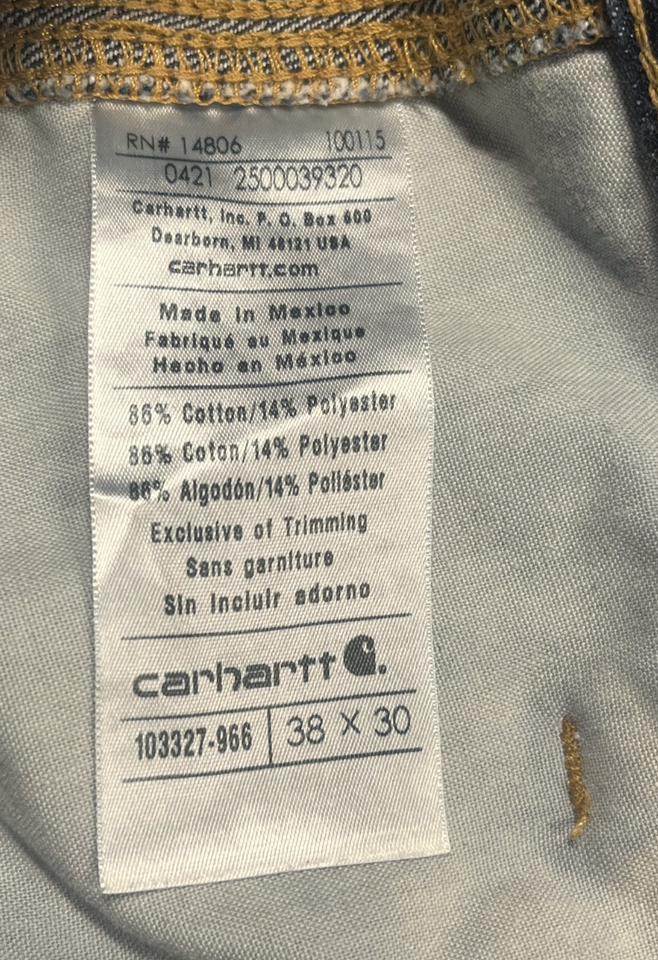 RN# 14806 100115
0421 2500039320
Carhartt, Inc. P. O. Box 600
Dearborn, MI 48121 USA
carhartt.com
Made in Mexico
Fabriqué au Mexique
Hecho en México
86% Cotton/14% Polyester
86% Coton/14% Polyester
86% Algodón/14% Poliéster
Exclusive of Trimming
Sans garniture
Sin incluir adorno
carhartt.
103327-966 38 X 30